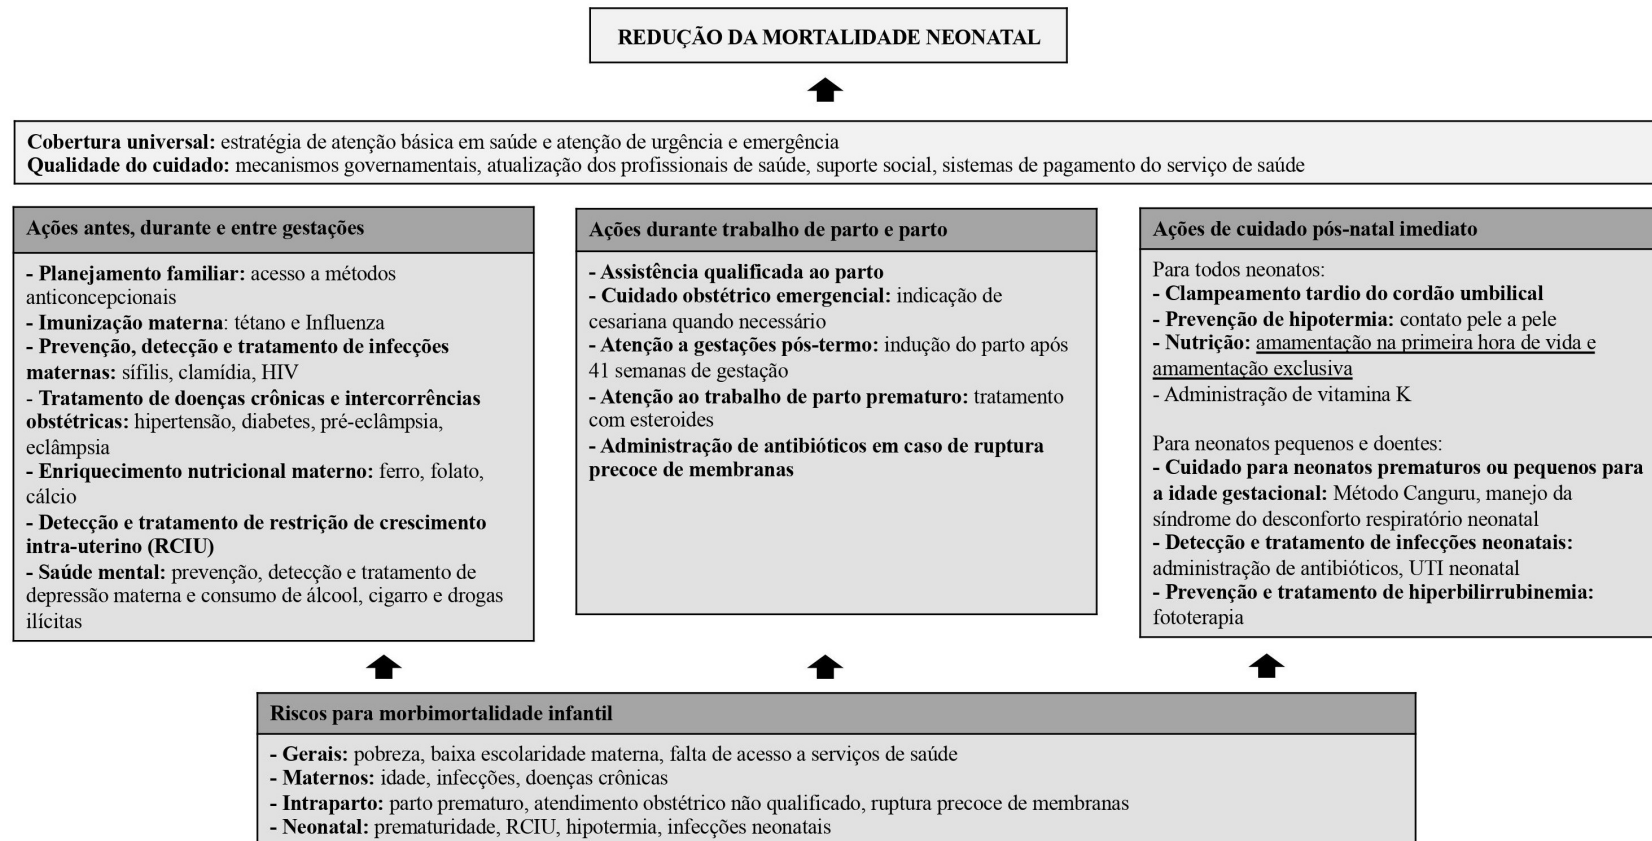 REDUÇÃO DA MORTALIDADE NEONATAL
Cobertura universal: estratégia de atenção básica em saúde e atenção de urgência e emergência
Qualidade do cuidado: mecanismos governamentais, atualização dos profissionais de saúde, suporte social, sistemas de pagamento do serviço de saúde
Ações antes, durante e entre gestações
- Planejamento familiar: acesso a métodos
anticoncepcionais
- Imunização materna: tétano e Influenza
- Prevenção, detecção e tratamento de infecções
maternas: sífilis, clamídia, HIV
- Tratamento de doenças crônicas e intercorrências
obstétricas: hipertensão, diabetes, pré-eclâmpsia,
eclâmpsia
- Enriquecimento nutricional materno: ferro, folato,
cálcio
- Detecção e tratamento de restrição de crescimento
intra-uterino (RCIU)
- Saúde mental: prevenção, detecção e tratamento de
depressão materna e consumo de álcool, cigarro e drogas
ilícitas
Ações durante trabalho de parto e parto
- Assistência qualificada ao parto
- Cuidado obstétrico emergencial: indicação de
cesariana quando necessário
- Atenção a gestações pós-termo: indução do parto após
41 semanas de gestação
- Atenção ao trabalho de parto prematuro: tratamento
com esteroides
- Administração de antibióticos em caso de ruptura
precoce de membranas
Ações de cuidado pós-natal imediato
Para todos neonatos:
- Clampeamento tardio do cordão umbilical
- Prevenção de hipotermia: contato pele a pele
- Nutrição: amamentação na primeira hora de vida e
amamentação exclusiva
- Administração de vitamina K
Para neonatos pequenos e doentes:
- Cuidado para neonatos prematuros ou pequenos para
a idade gestacional: Método Canguru, manejo da
síndrome do desconforto respiratório neonatal
- Detecção e tratamento de infecções neonatais:
administração de antibióticos, UTI neonatal
- Prevenção e tratamento de hiperbilirrubinemia:
fototerapia
Riscos para morbimortalidade infantil
- Gerais: pobreza, baixa escolaridade materna, falta de acesso a serviços de saúde
- Maternos: idade, infecções, doenças crônicas
- Intraparto: parto prematuro, atendimento obstétrico não qualificado, ruptura precoce de membranas
- Neonatal: prematuridade, RCIU, hipotermia, infecções neonatais